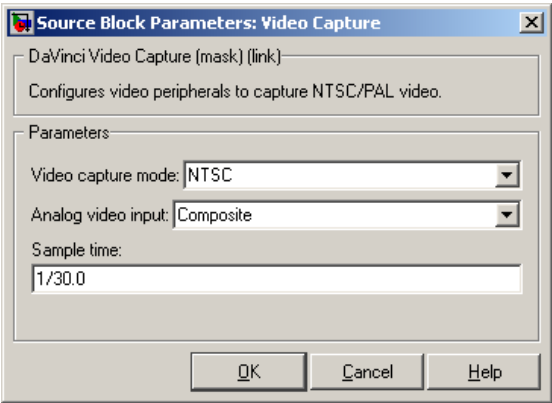 Source Block Parameters: Video Capture
DaVinci Video Capture (mask) (link)
Configures video peripherals to capture NTSC/PAL video.
Parameters
Video capture mode: NTSC
Analog video input: Composite
Sample time:
1/30.0
OK Cancel Help